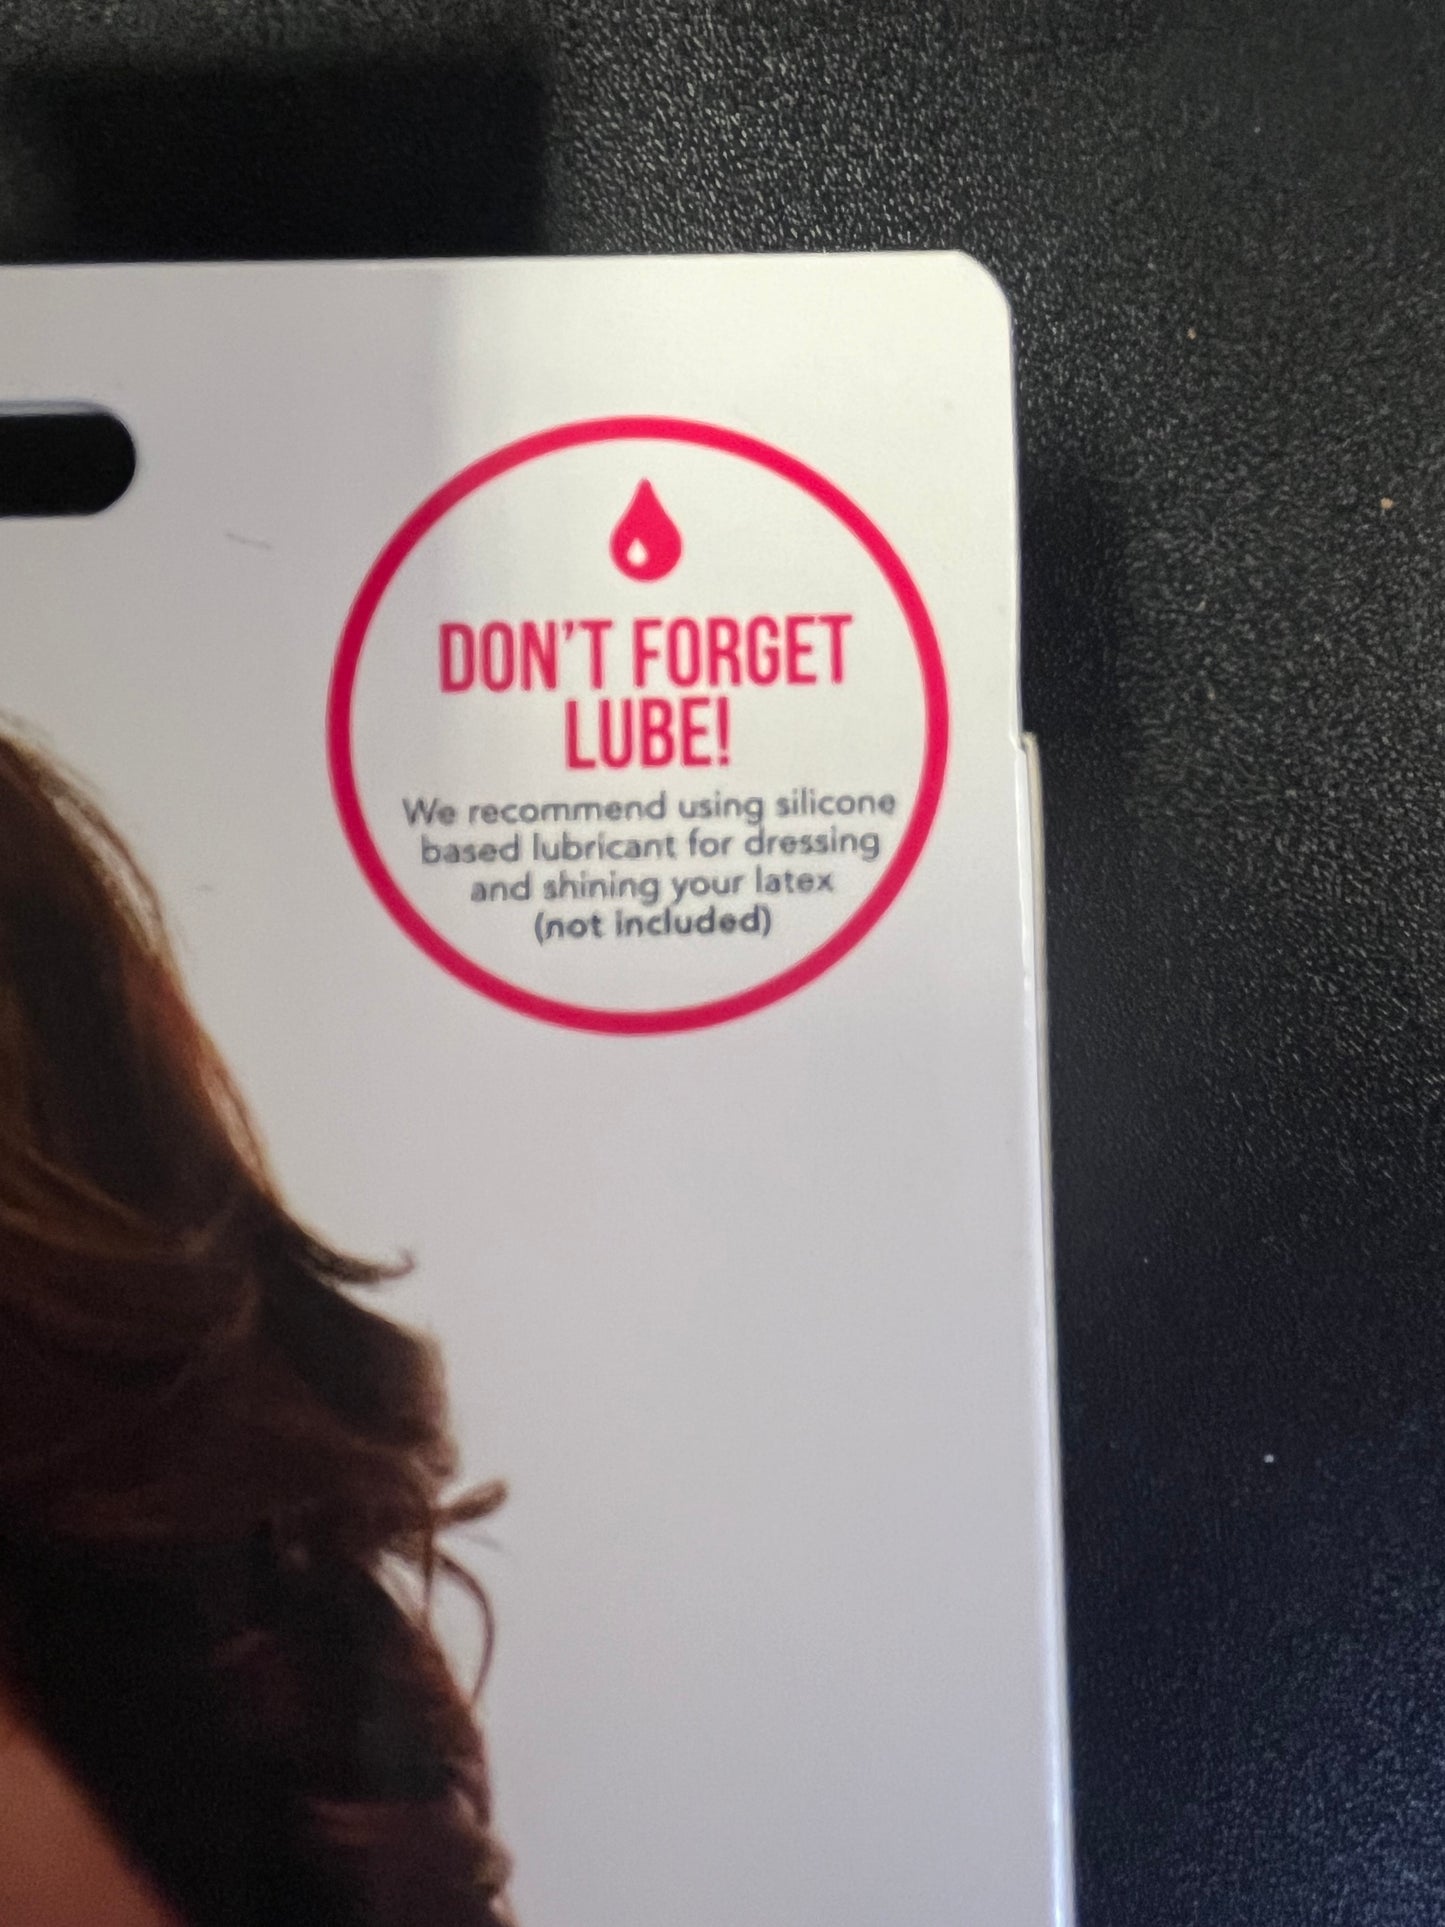 DON'T FORGET
LUBE!
We recommend using silicone
based lubricant for dressing
and shining your latex
(not included)